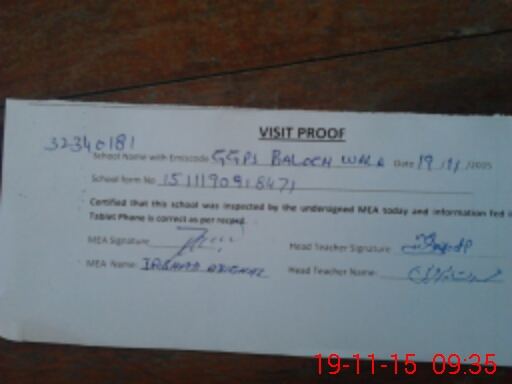 VISIT PROOF
32340181
School Name with Emiscode GGPS BALOCH WALA Date 19/11/2015
School form No 1511190918471
Certified that this school was inspected by the undersigned MEA today and information fed i
Tablet Phone is correct as per record.
MEA Signature Head Teacher Signature
MEA Name: IRSHAD Head Teacher Name:
19-11-15 09:35